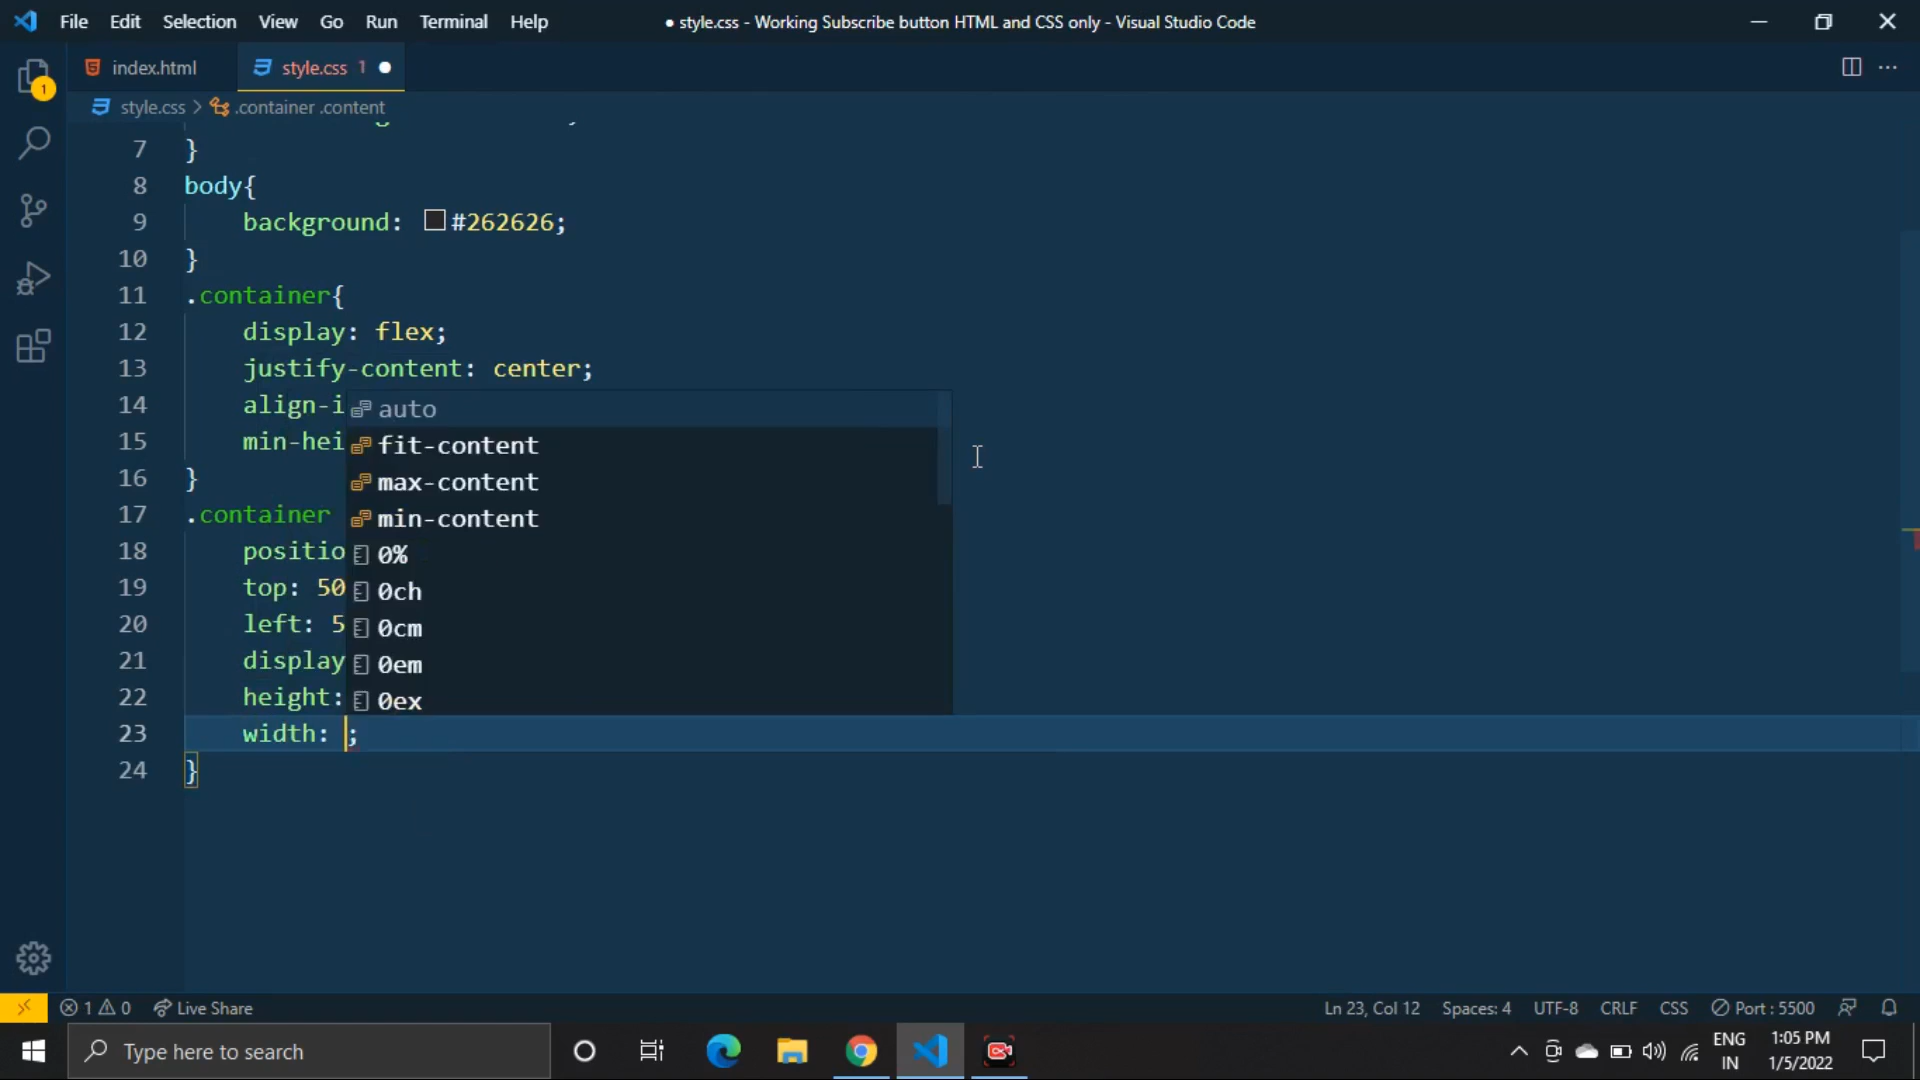 File Edit Selection View Go Run Terminal Help
● style.css - Working Subscribe button HTML and CSS only - Visual Studio Code
index.html
style.css 1
style.css > .container .content
7 }
8 body{
9 background: #262626;
10 }
11 .container{
12 display: flex;
13 justify-content: center;
14 align-i
15 min-hei
16 }
17 .container
18 positio
19 top: 50
20 left: 5
21 display
22 height:
23 width: ;
24 }
auto
fit-content
max-content
min-content
0%
0ch
0cm
0em
0ex
1
1 0 Live Share
Ln 23, Col 12 Spaces: 4 UTF-8 CRLF CSS Port : 5500
Type here to search
ENG
IN
1:05 PM
1/5/2022